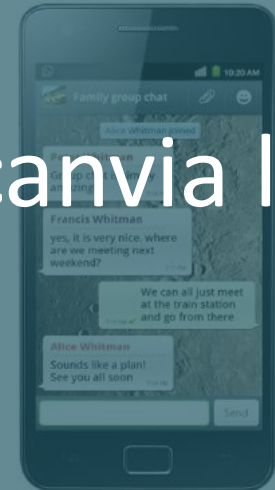 10:20 AM
Family group chat
Alice Whitman joined
canvia l
Francis Whitman
yes, it is very nice. where
are we meeting next
weekend?
We can all just meet
at the train station
and go from there
Alice Whitman
Sounds like a plan!
See you all soon
Send